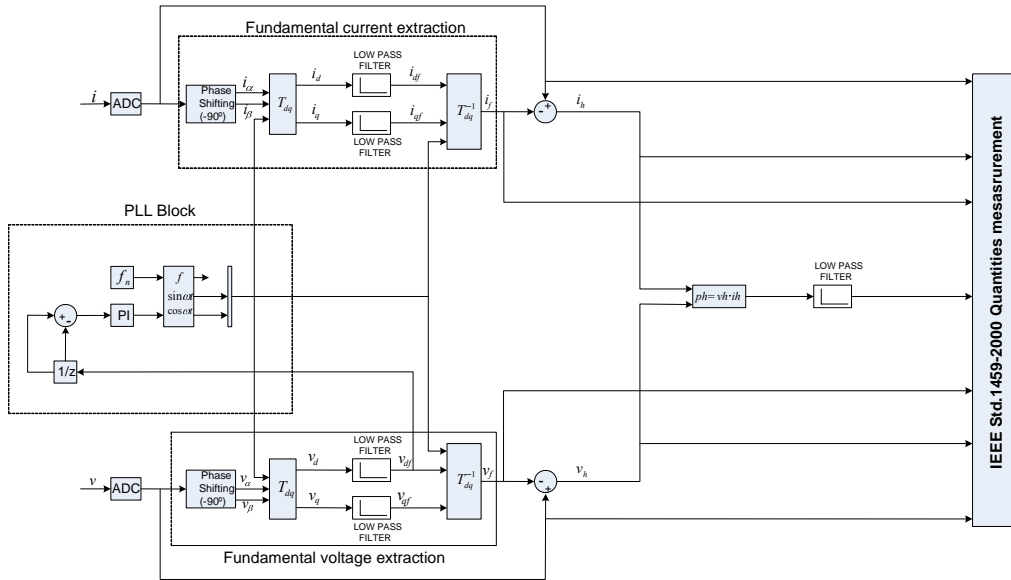 Fundamental current extraction
LOW PASS
FILTER
i
ADC
Phase
Shifting
(-90º)
iα
iβ
Tdq
id
iq
idf
iqf
LOW PASS
FILTER
T⁻¹dq
if
- +
ih
PLL Block
fn
f
sinωt
cosωt
+ -
PI
1/z
ph= vh·ih
LOW PASS
FILTER
IEEE Std.1459-2000 Quantities mesasrurement
v
ADC
Phase
Shifting
(-90º)
vα
vβ
Tdq
vd
vq
LOW PASS
FILTER
vdf
vqf
LOW PASS
FILTER
T⁻¹dq
vf
- +
vh
Fundamental voltage extraction